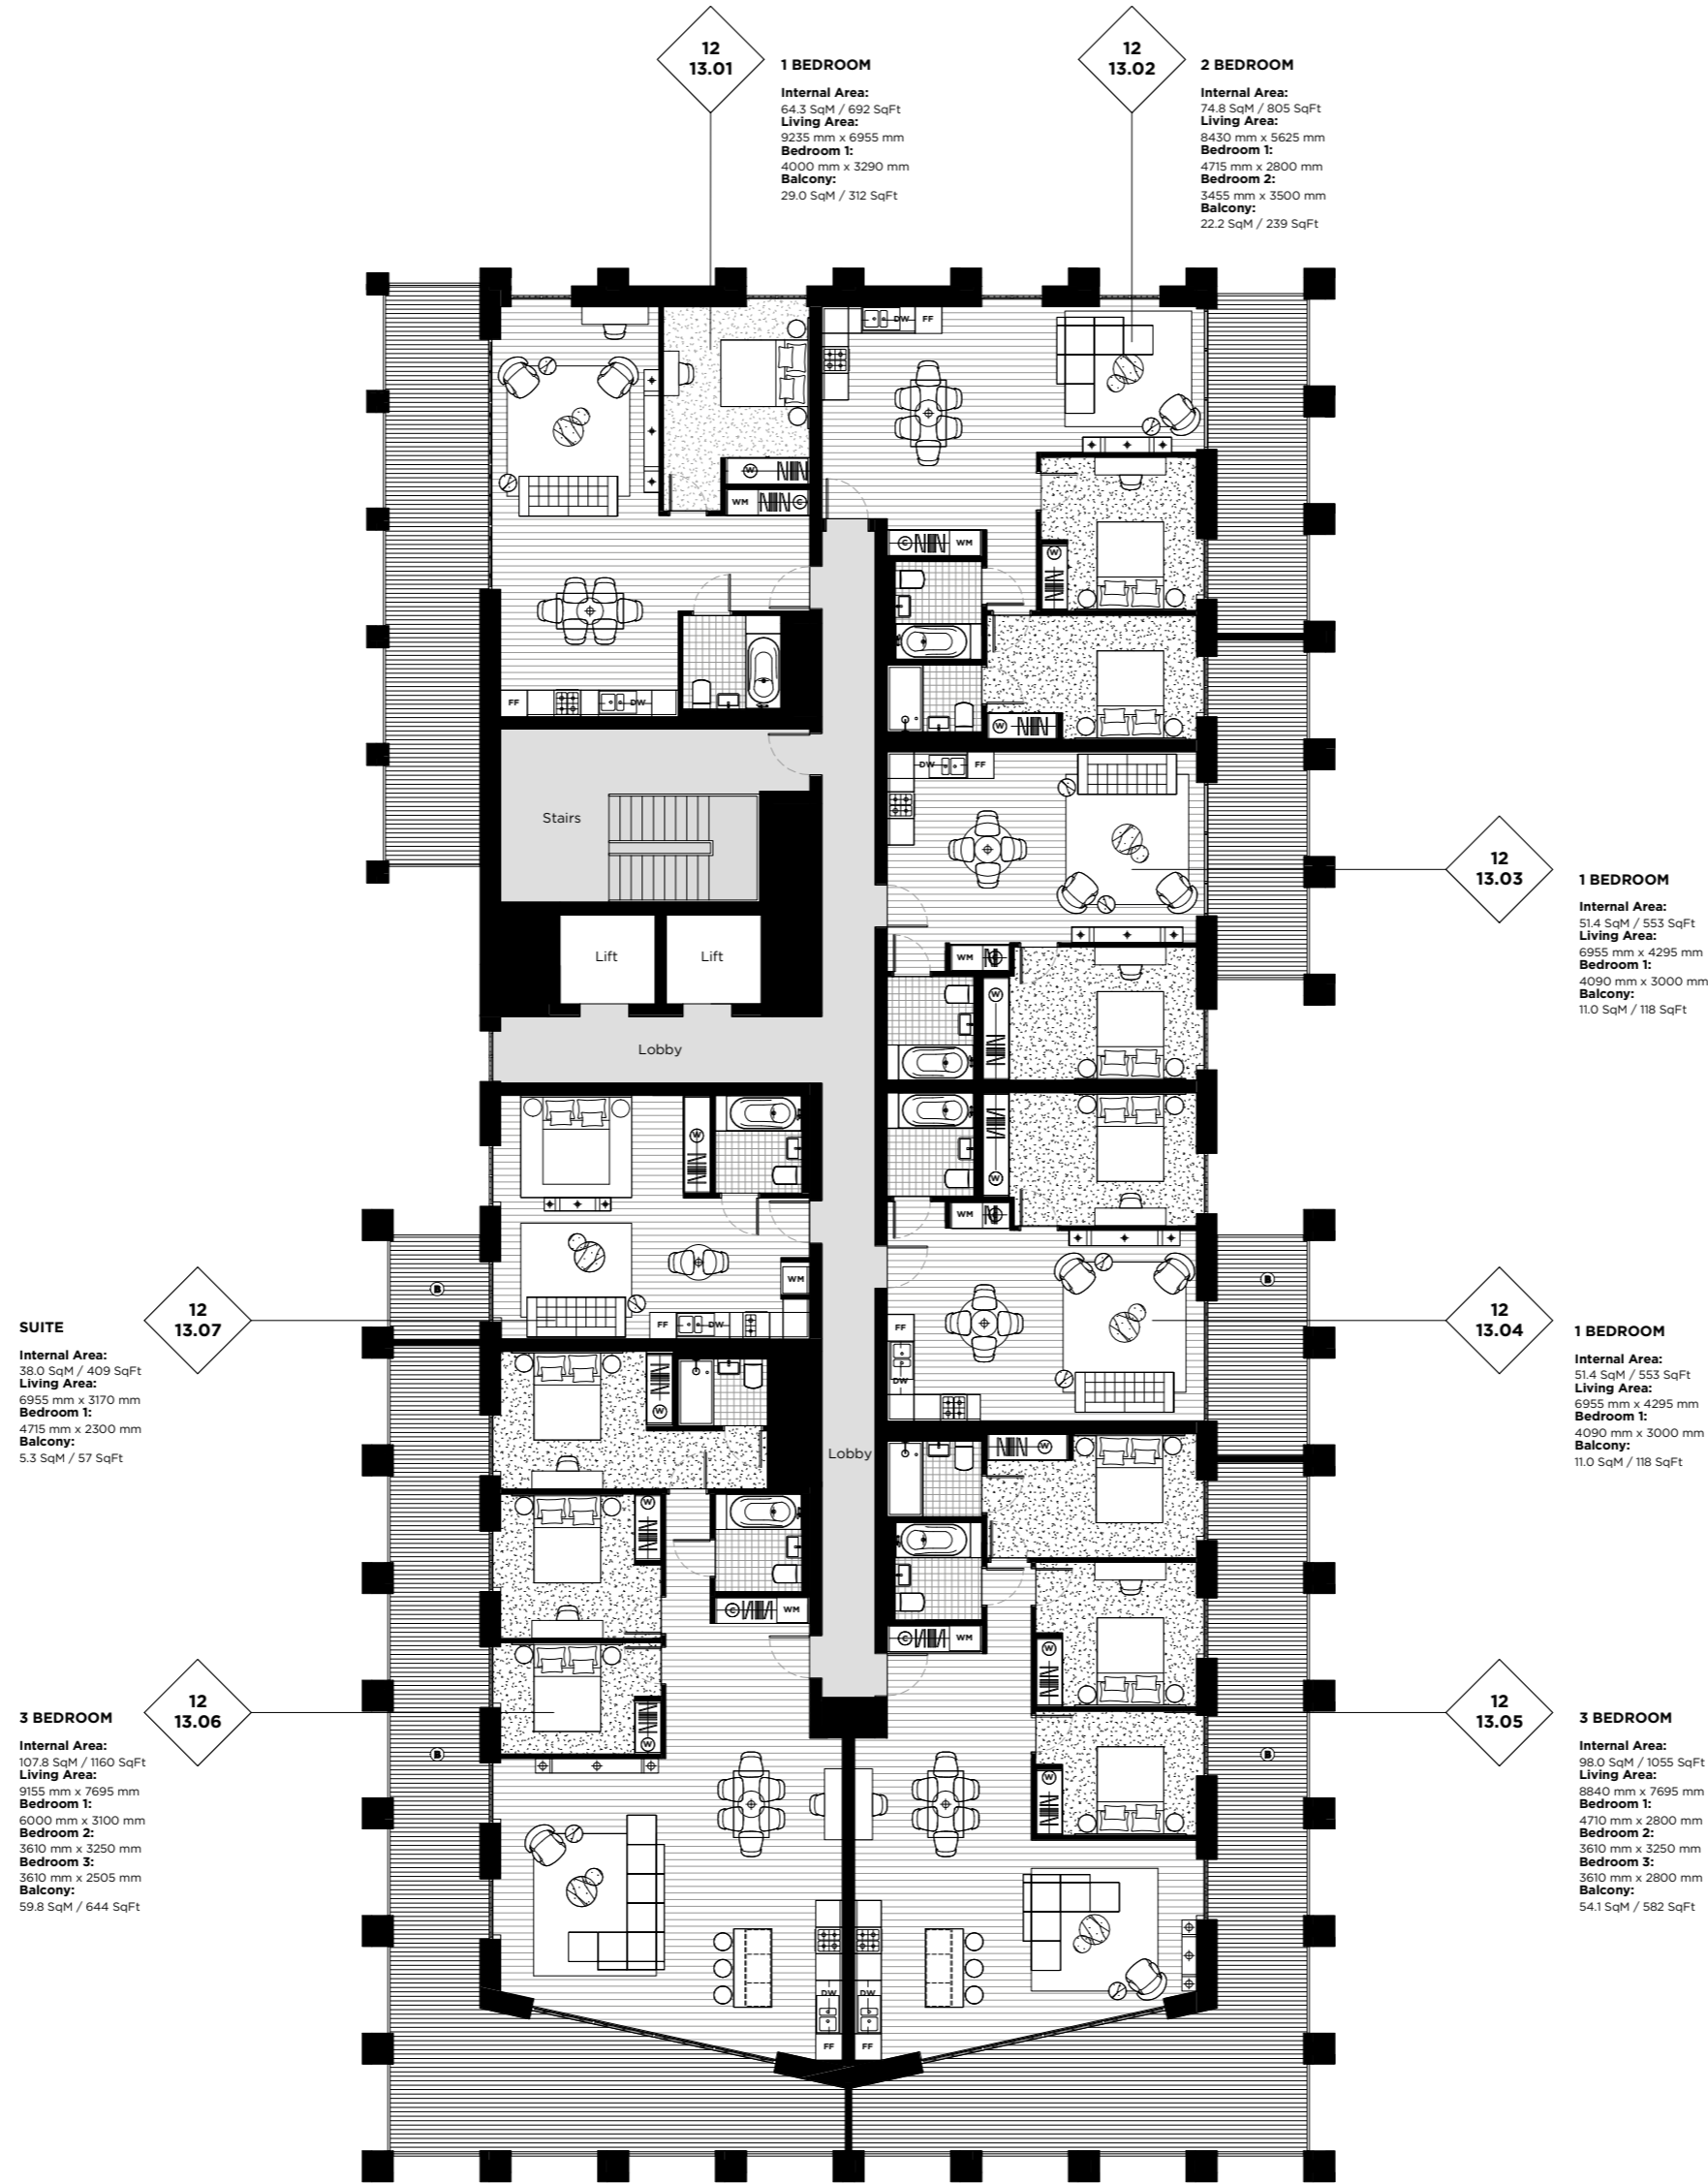 12
13.01
1 BEDROOM
Internal Area:
64.3 SqM / 692 SqFt
Living Area:
9235 mm x 6955 mm
Bedroom 1:
4000 mm x 3290 mm
Balcony:
29.0 SqM / 312 SqFt
12
13.02
2 BEDROOM
Internal Area:
74.8 SqM / 805 SqFt
Living Area:
8430 mm x 5625 mm
Bedroom 1:
4715 mm x 2800 mm
Bedroom 2:
3455 mm x 3500 mm
Balcony:
22.2 SqM / 239 SqFt
DW FF
W
WM C
C WM
W
FF DW
W
DW FF
Stairs
12
13.03
1 BEDROOM
Internal Area:
51.4 SqM / 553 SqFt
Living Area:
6955 mm x 4295 mm
Bedroom 1:
4090 mm x 3000 mm
Balcony:
11.0 SqM / 118 SqFt
Lift
Lift
WM C
W
Lobby
W
W
WM C
WM
B
B
FF DW
FF
DW
12
13.07
SUITE
Internal Area:
38.0 SqM / 409 SqFt
Living Area:
6955 mm x 3170 mm
Bedroom 1:
4715 mm x 2300 mm
Balcony:
5.3 SqM / 57 SqFt
12
13.04
1 BEDROOM
Internal Area:
51.4 SqM / 553 SqFt
Living Area:
6955 mm x 4295 mm
Bedroom 1:
4090 mm x 3000 mm
Balcony:
11.0 SqM / 118 SqFt
W
Lobby
W
W
C WM
C WM
W
W
B
B
W
12
13.06
3 BEDROOM
Internal Area:
107.8 SqM / 1160 SqFt
Living Area:
9155 mm x 7695 mm
Bedroom 1:
6000 mm x 3100 mm
Bedroom 2:
3610 mm x 3250 mm
Bedroom 3:
3610 mm x 2505 mm
Balcony:
59.8 SqM / 644 SqFt
12
13.05
3 BEDROOM
Internal Area:
98.0 SqM / 1055 SqFt
Living Area:
8840 mm x 7695 mm
Bedroom 1:
4710 mm x 2800 mm
Bedroom 2:
3610 mm x 3250 mm
Bedroom 3:
3610 mm x 2800 mm
Balcony:
54.1 SqM / 582 SqFt
DW DW
FF FF